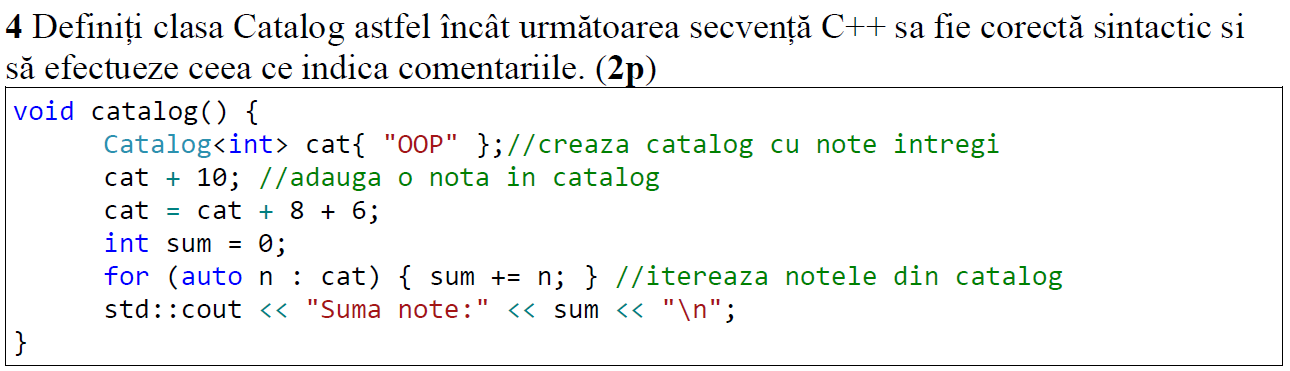 4 Definiți clasa Catalog astfel încât următoarea secvență C++ sa fie corectă sintactic si
să efectueze ceea ce indica comentariile. (2p)
void catalog() {
Catalog<int> cat{ "OOP" };//creaza catalog cu note intregi
cat + 10; //adauga o nota in catalog
cat = cat + 8 + 6;
int sum = 0;
for (auto n : cat) { sum += n; } //itereaza notele din catalog
std::cout << "Suma note:" << sum << "\n";
}